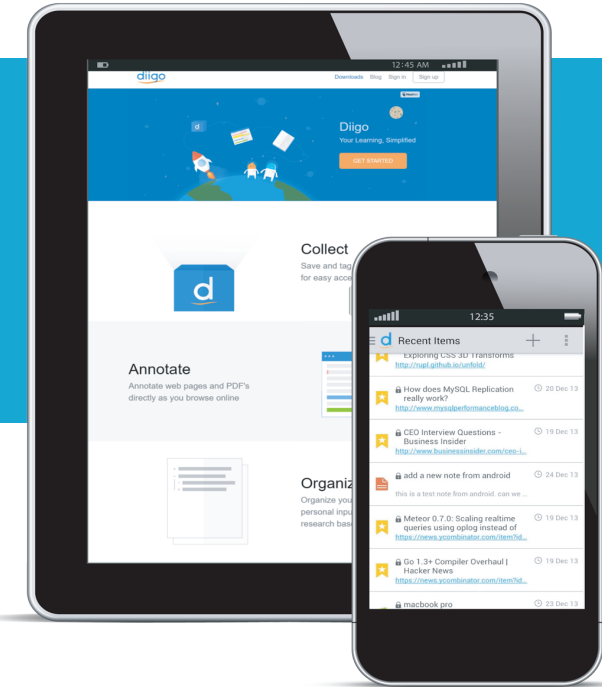 12:45 AM
diigo
Downloads Blog Sign in Sign up
d
Diigo
Your Learning, Simplified
GET STARTED
Collect
Save and tag
for easy acce
d
Annotate
Annotate web pages and PDF's
directly as you browse online
Organiz
Organize you
personal inpu
research bas
12:35
d Recent Items
Exploring CSS 3D Transforms
http://rupl.github.io/unfold/
How does MySQL Replication 20 Dec 13
really work?
http://www.mysqlperformanceblog.co...
CEO Interview Questions - 19 Dec 13
Business Insider
http://www.businessinsider.com/ceo-i...
add a new note from android 24 Dec 13
this is a test note from android. can we ...
Meteor 0.7.0: Scaling realtime 19 Dec 13
queries using oplog instead of
https://news.ycombinator.com/item?id...
Go 1.3+ Compiler Overhaul | 19 Dec 13
Hacker News
https://news.ycombinator.com/item?id...
macbook pro 23 Dec 13